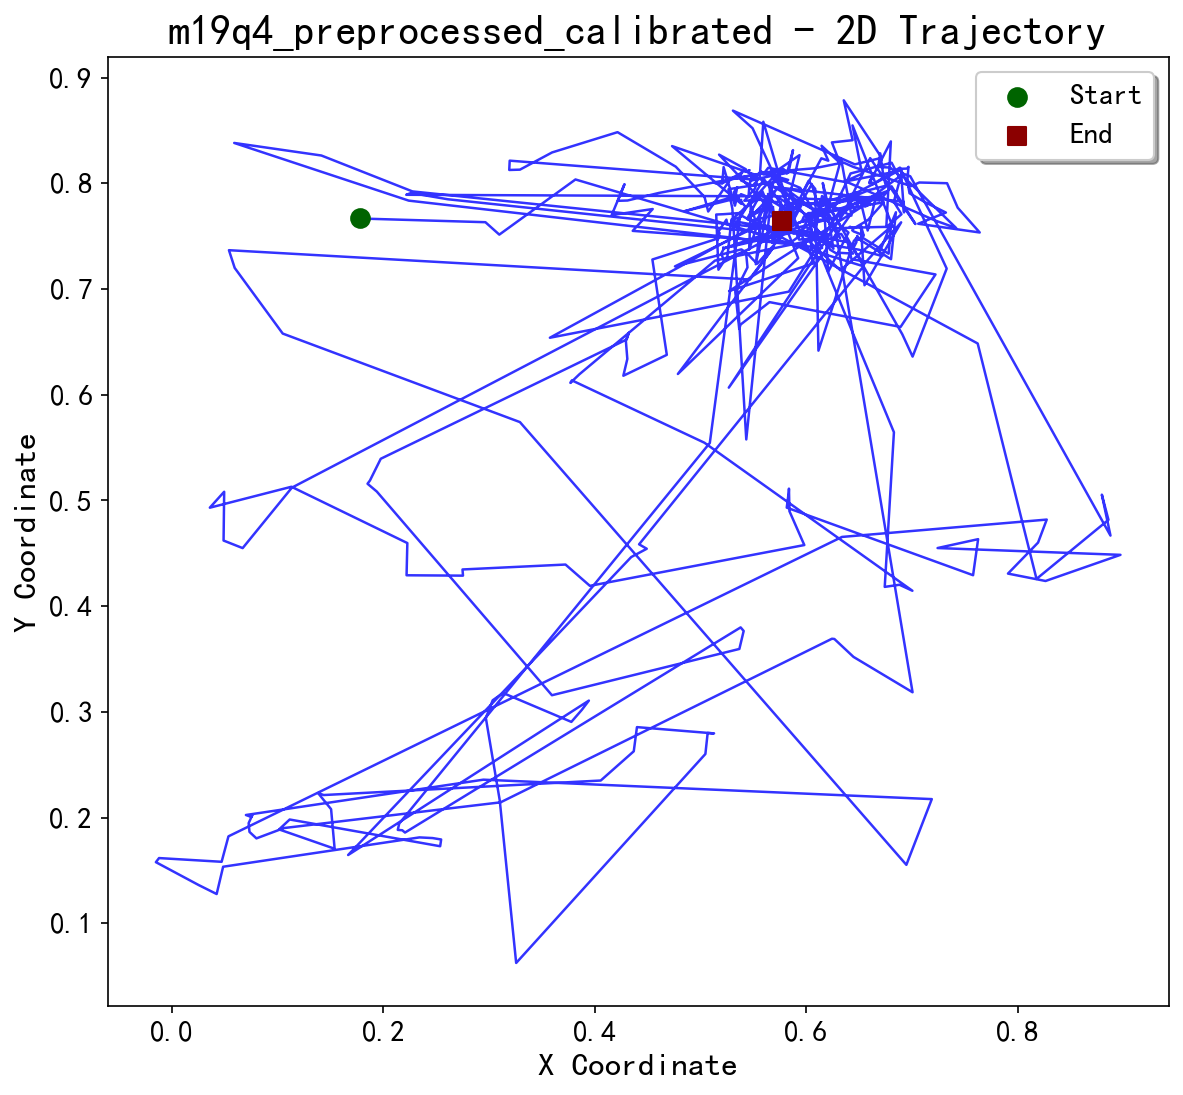 m19q4_preprocessed_calibrated - 2D Trajectory
Start
End
0.9
0.8
0.7
0.6
0.5
0.4
0.3
0.2
0.1
Y Coordinate
0.0
0.2
0.4
0.6
0.8
X Coordinate